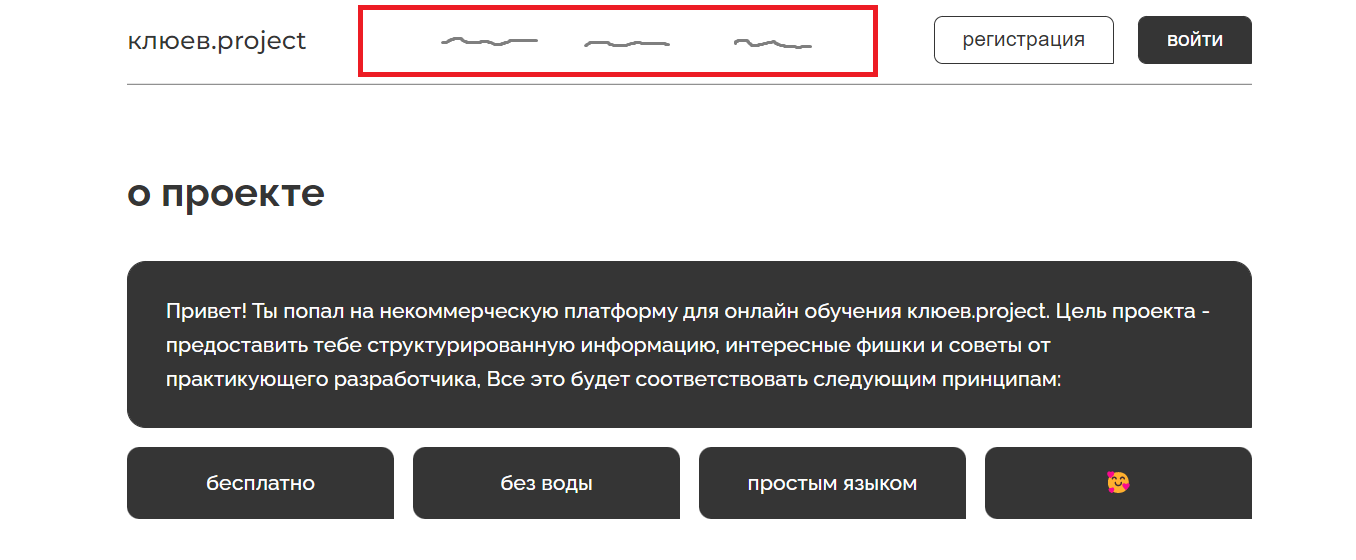 клюев.project
регистрация
войти
о проекте
Привет! Ты попал на некоммерческую платформу для онлайн обучения клюев.project. Цель проекта -
предоставить тебе структурированную информацию, интересные фишки и советы от
практикующего разработчика, Все это будет соответствовать следующим принципам:
бесплатно
без воды
простым языком
🥰